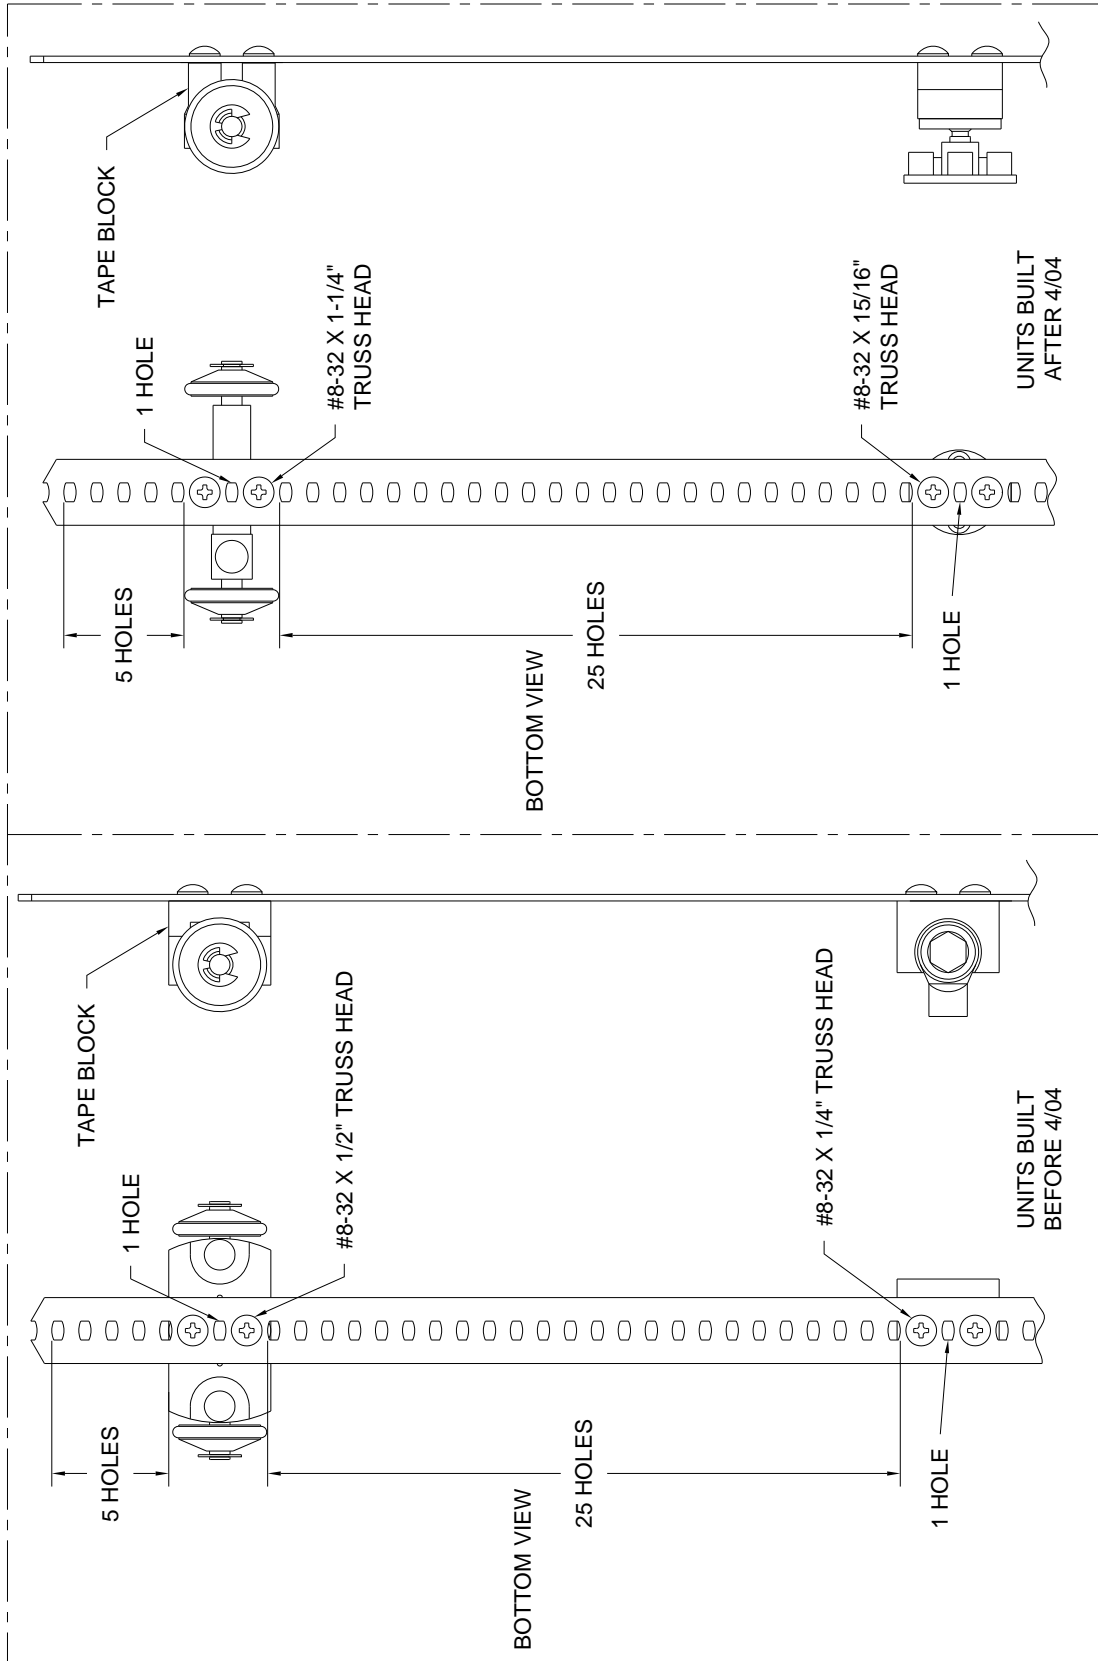 TAPE BLOCK
1 HOLE
#8-32 X 1/2" TRUSS HEAD
5 HOLES
BOTTOM VIEW
25 HOLES
#8-32 X 1/4" TRUSS HEAD
1 HOLE
UNITS BUILT
BEFORE 4/04
TAPE BLOCK
1 HOLE
#8-32 X 1-1/4"
TRUSS HEAD
5 HOLES
BOTTOM VIEW
25 HOLES
#8-32 X 15/16"
TRUSS HEAD
1 HOLE
UNITS BUILT
AFTER 4/04